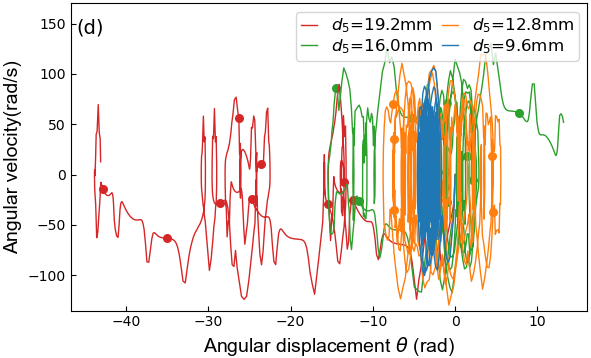 (d)
d₅=19.2mm
d₅=16.0mm
d₅=12.8mm
d₅=9.6mm
150
100
50
0
−50
−100
Angular velocity(rad/s)
−40
−30
−20
−10
0
10
Angular displacement θ (rad)